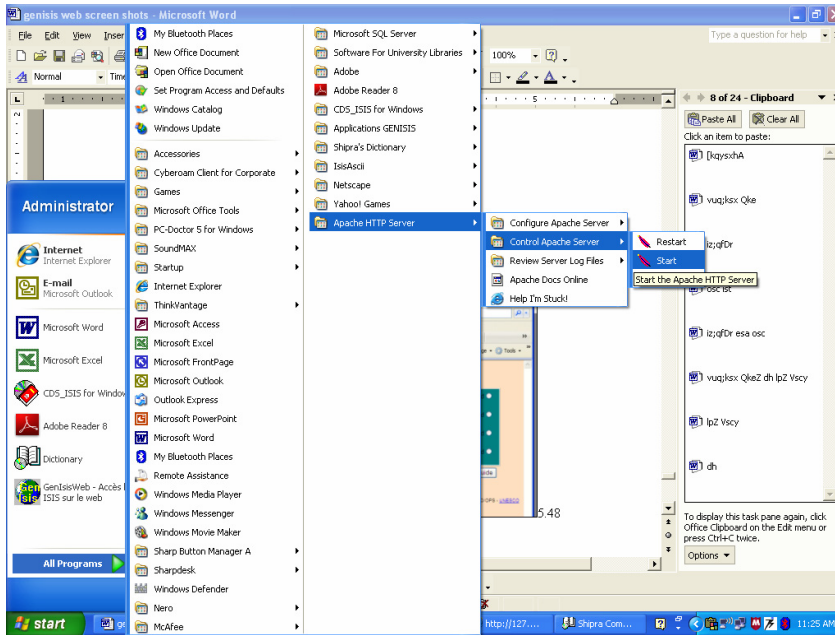 genisis web screen shots - Microsoft Word
File Edit View Inser
Type a question for help
100%
Normal
Time
My Bluetooth Places
New Office Document
Open Office Document
Set Program Access and Defaults
Windows Catalog
Windows Update
Accessories
Cyberoam Client for Corporate
Games
Microsoft Office Tools
PC-Doctor 5 for Windows
SoundMAX
Startup
Internet Explorer
ThinkVantage
Microsoft Access
Microsoft Excel
Microsoft FrontPage
Microsoft Outlook
Outlook Express
Microsoft PowerPoint
Microsoft Word
My Bluetooth Places
Remote Assistance
Windows Media Player
Windows Messenger
Windows Movie Maker
Sharp Button Manager A
Sharpdesk
Windows Defender
Nero
McAfee
Microsoft SQL Server
Software For University Libraries
Adobe
Adobe Reader 8
CDS_ISIS for Windows
Applications GENISIS
Shipra's Dictionary
IsisAscii
Netscape
Yahoo! Games
Apache HTTP Server
Configure Apache Server
Control Apache Server
Review Server Log Files
Apache Docs Online
Help I'm Stuck!
Restart
Start
Start the Apache HTTP Server
Administrator
Internet
Internet Explorer
E-mail
Microsoft Outlook
Microsoft Word
Microsoft Excel
CDS_ISIS for Window
Adobe Reader 8
Dictionary
GenIsisWeb - Accès
ISIS sur le web
All Programs
Tools
UNESCO
5.48
8 of 24 - Clipboard
Paste All Clear All
Click an item to paste:
[kqysxhA
vuq;ksx Qke
iz;qfDr
osc ist
iz;qfDr esa osc
vuq;ksx QkeZ dh lpZ Vscy
lpZ Vscy
dh
To display this task pane again, click
Office Clipboard on the Edit menu or
press Ctrl+C twice.
Options
start
ge
http://127....
Shipra Com...
11:25 AM